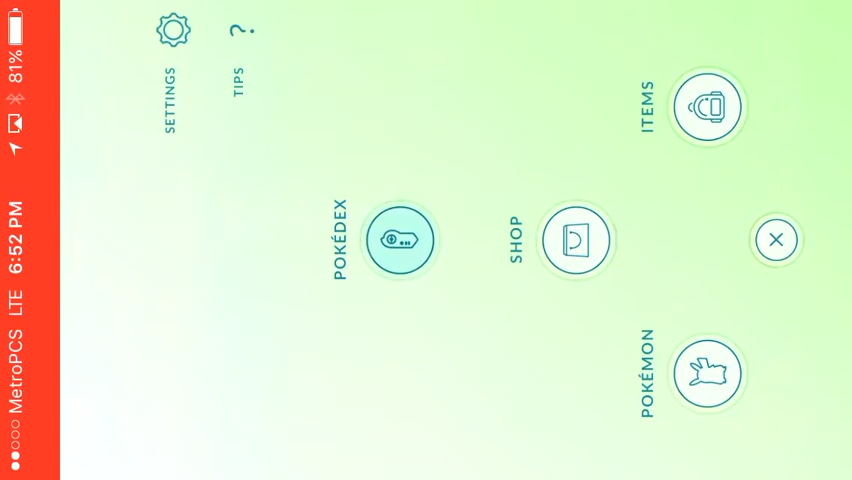 MetroPCS LTE 6:52 PM 81%
SETTINGS
TIPS
POKÉDEX
SHOP
POKÉMON
ITEMS